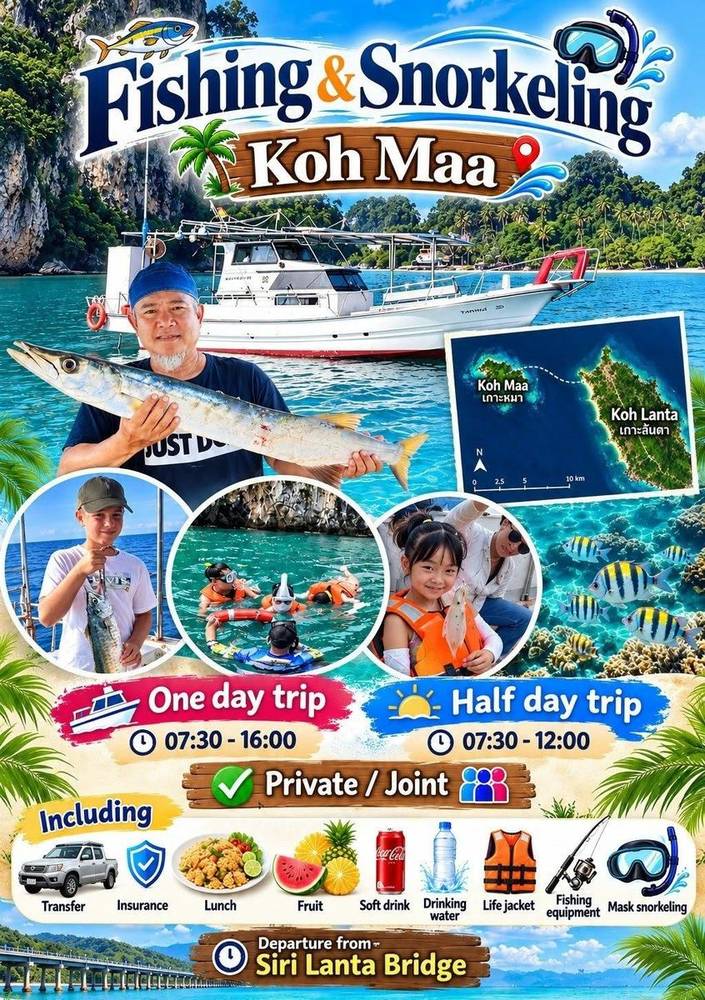 Fishing & Snorkeling
Koh Maa
JUST DO
Koh Maa
เกาะหมา
Koh Lanta
เกาะลันตา
N
0 2.5 5 10 km
One day trip
07:30 - 16:00
Half day trip
07:30 - 12:00
Private / Joint
Including
Coca-Cola
Transfer
Insurance
Lunch
Fruit
Soft drink
Drinking water
Life jacket
Fishing equipment
Mask snorkeling
Departure from -
Siri Lanta Bridge